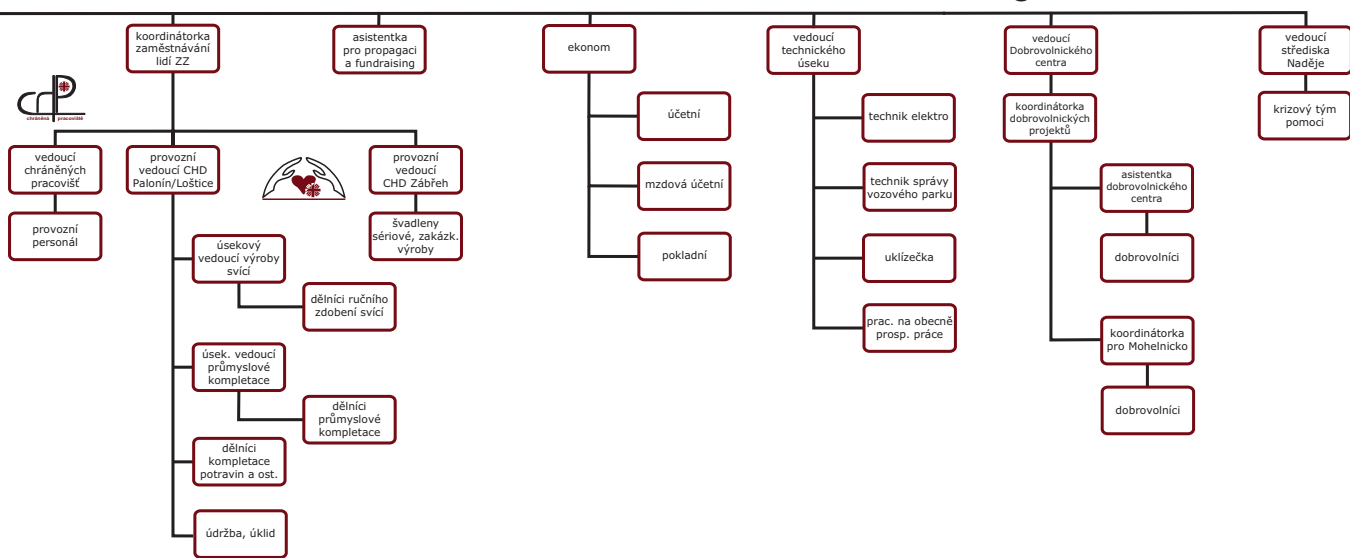 koordinátorka
zaměstnávání
lidí ZZ
asistentka
pro propagaci
a fundraising
ekonom
vedoucí
technického
úseku
vedoucí
Dobrovolnického
centra
vedoucí
střediska
Naděje
chráněná pracoviště
účetní
technik elektro
koordinátorka
dobrovolnických
projektů
krizový tým
pomoci
vedoucí
chráněných
pracovišť
provozní
vedoucí CHD
Palonín/Loštice
provozní
vedoucí
CHD Zábřeh
mzdová účetní
technik správy
vozového parku
asistentka
dobrovolnického
centra
provozní
personál
švadleny
sériové, zakázk.
výroby
úsekový
vedoucí výroby
svící
pokladní
uklízečka
dobrovolníci
dělníci ručního
zdobení svící
prac. na obecně
prosp. práce
koordinátorka
pro Mohelnicko
úsek. vedoucí
průmyslové
kompletace
dělníci
průmyslové
kompletace
dobrovolníci
dělníci
kompletace
potravin a ost.
údržba, úklid